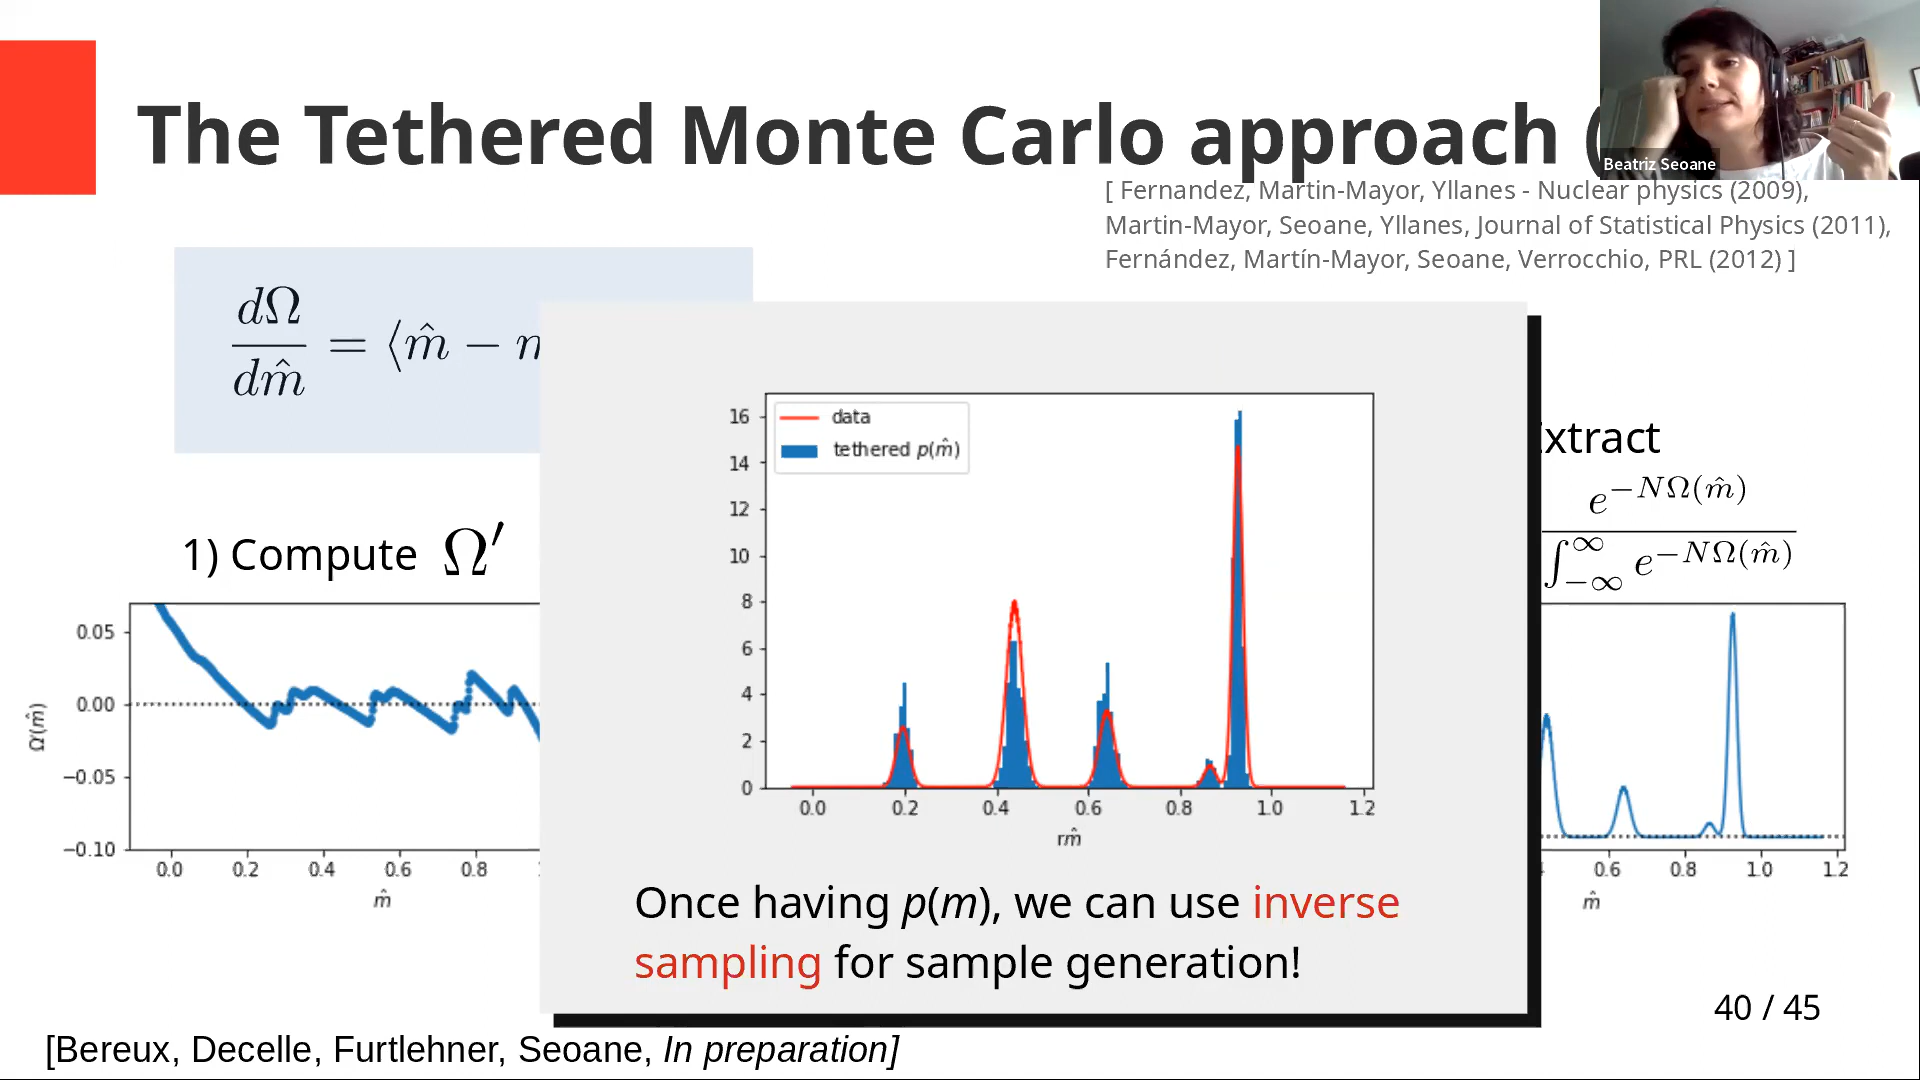 The Tethered Monte Carlo approach (
Beatriz Seoane
[ Fernandez, Martin-Mayor, Yllanes - Nuclear physics (2009),
Martin-Mayor, Seoane, Yllanes, Journal of Statistical Physics (2011),
Fernández, Martín-Mayor, Seoane, Verrocchio, PRL (2012) ]
dΩ
dm̂
= ⟨m̂ −
xtract
e^{−NΩ(m̂)}
∫_{−∞}^{∞} e^{−NΩ(m̂)}
1) Compute Ω′
0.05
0.00
−0.05
−0.10
Ω′(m̂)
0.0 0.2 0.4 0.6 0.8
m̂
data
tethered p(m̂)
16
14
12
10
8
6
4
2
0
0.0 0.2 0.4 0.6 0.8 1.0 1.2
rm̂
0.6 0.8 1.0 1.2
m̂
Once having p(m), we can use inverse
sampling for sample generation!
40 / 45
[Bereux, Decelle, Furtlehner, Seoane, In preparation]